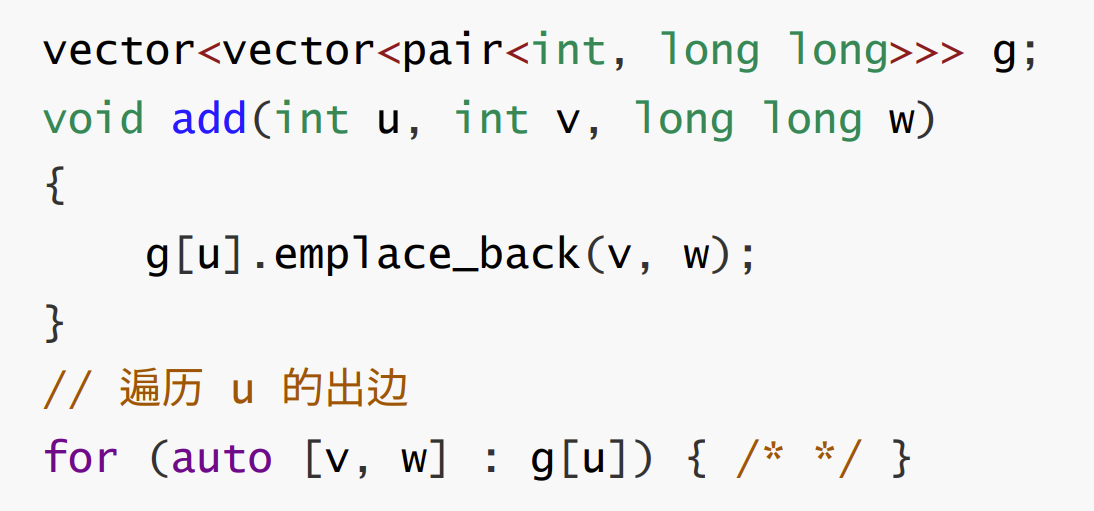 vector<vector<pair<int, long long>>> g;
void add(int u, int v, long long w)
{
    g[u].emplace_back(v, w);
}
// 遍历 u 的出边
for (auto [v, w] : g[u]) { /* */ }